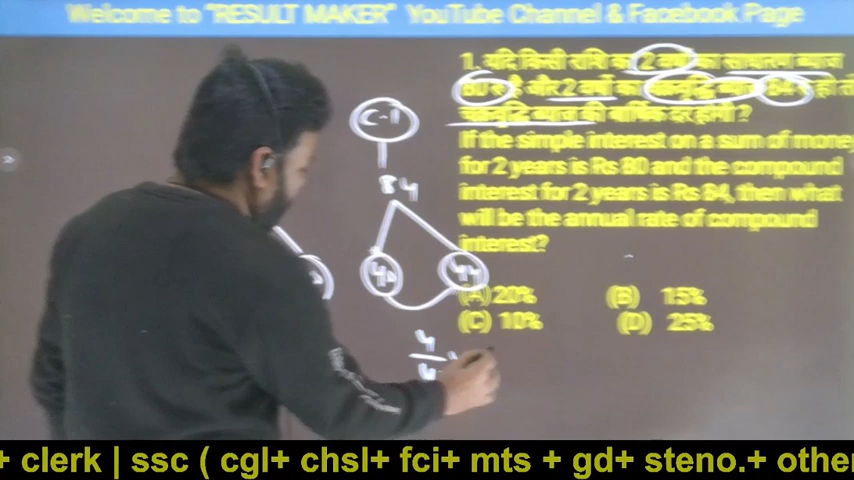 Welcome to "RESULT MAKER" YouTube Channel & Facebook Page
1. यदि किसी राशि का 2 वर्षों का साधारण ब्याज
80 रु है और 2 वर्षों का चक्रवृद्धि ब्याज 84 रु हो तो
चक्रवृद्धि ब्याज की वार्षिक दर होगी ?
If the simple interest on a sum of money
for 2 years is Rs 80 and the compound
interest for 2 years is Rs 84, then what
will be the annual rate of compound
interest?
(A) 20% (B) 15%
(C) 10% (D) 25%
C.I
84
40 44
4
+ clerk | ssc ( cgl+ chsl+ fci+ mts + gd+ steno.+ other